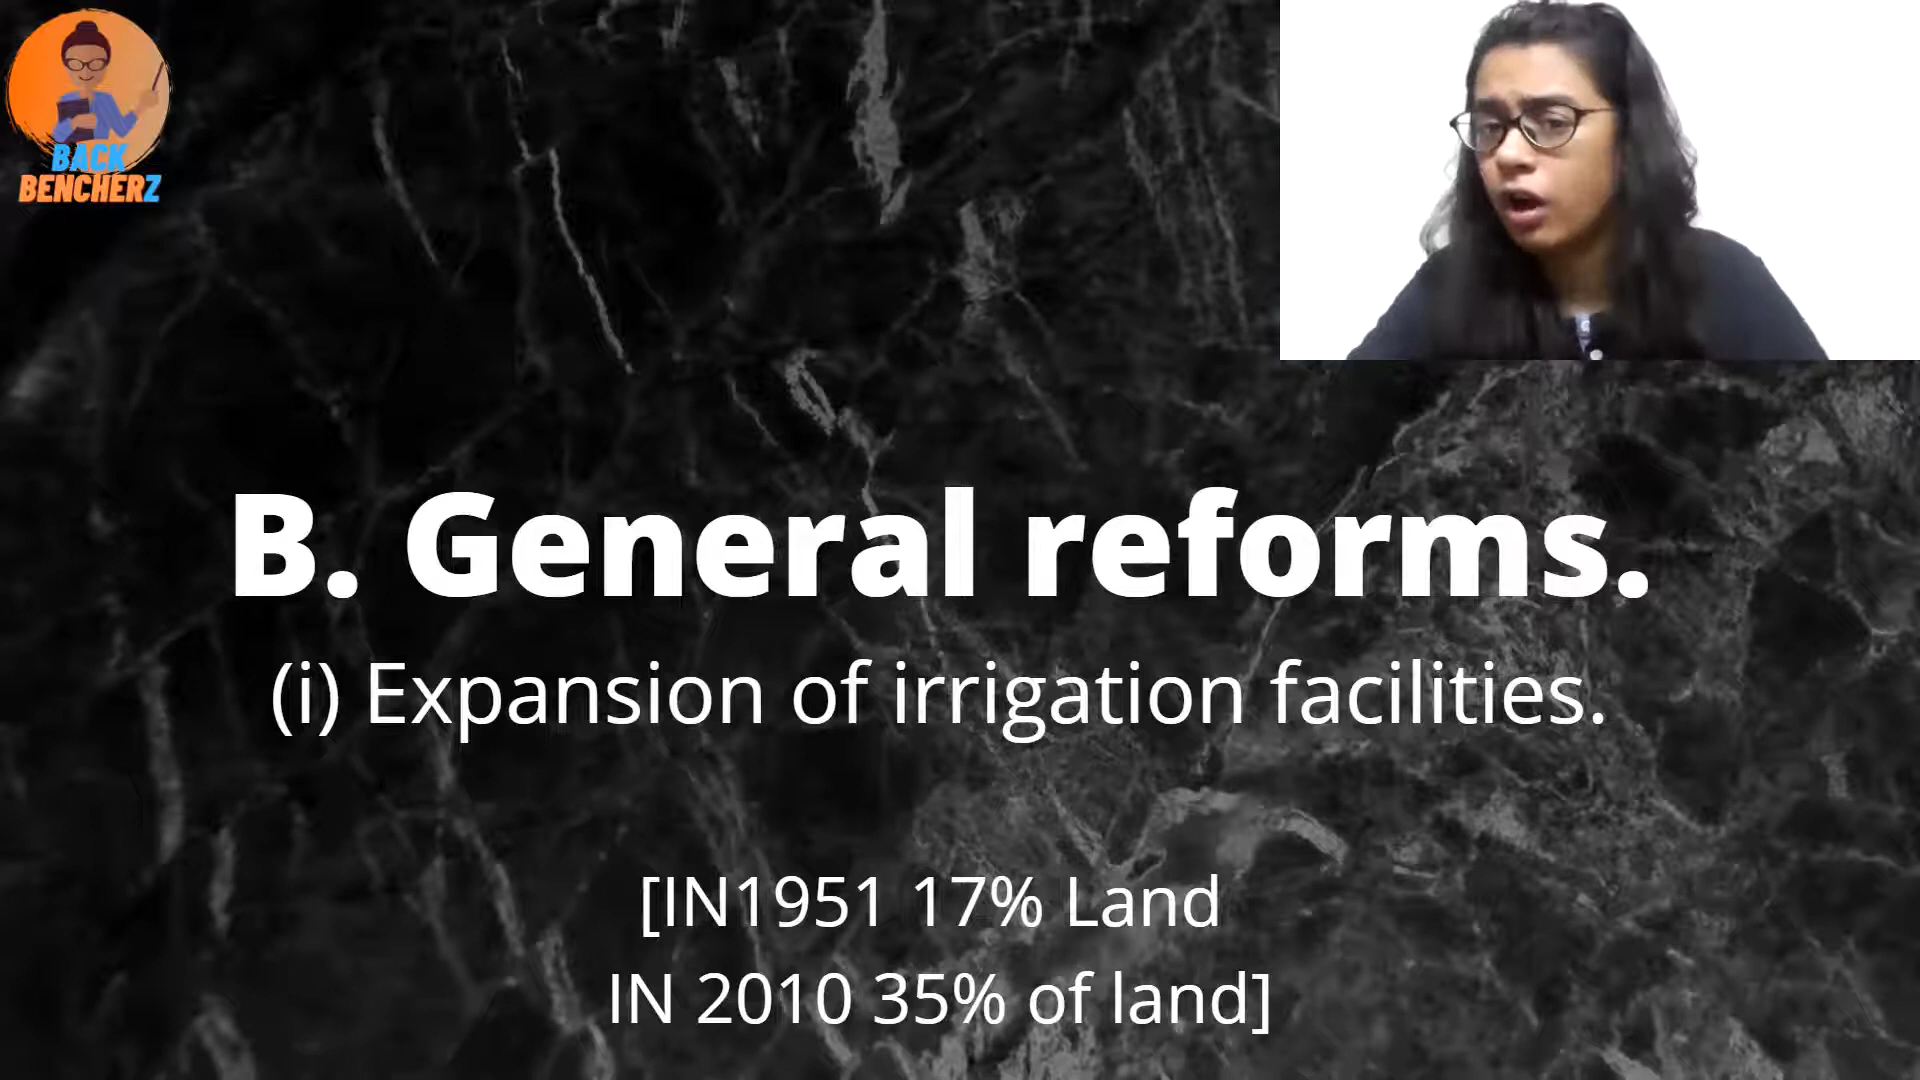 BACK
BENCHERZ
B. General reforms.
(i) Expansion of irrigation facilities.
[IN1951 17% Land
IN 2010 35% of land]